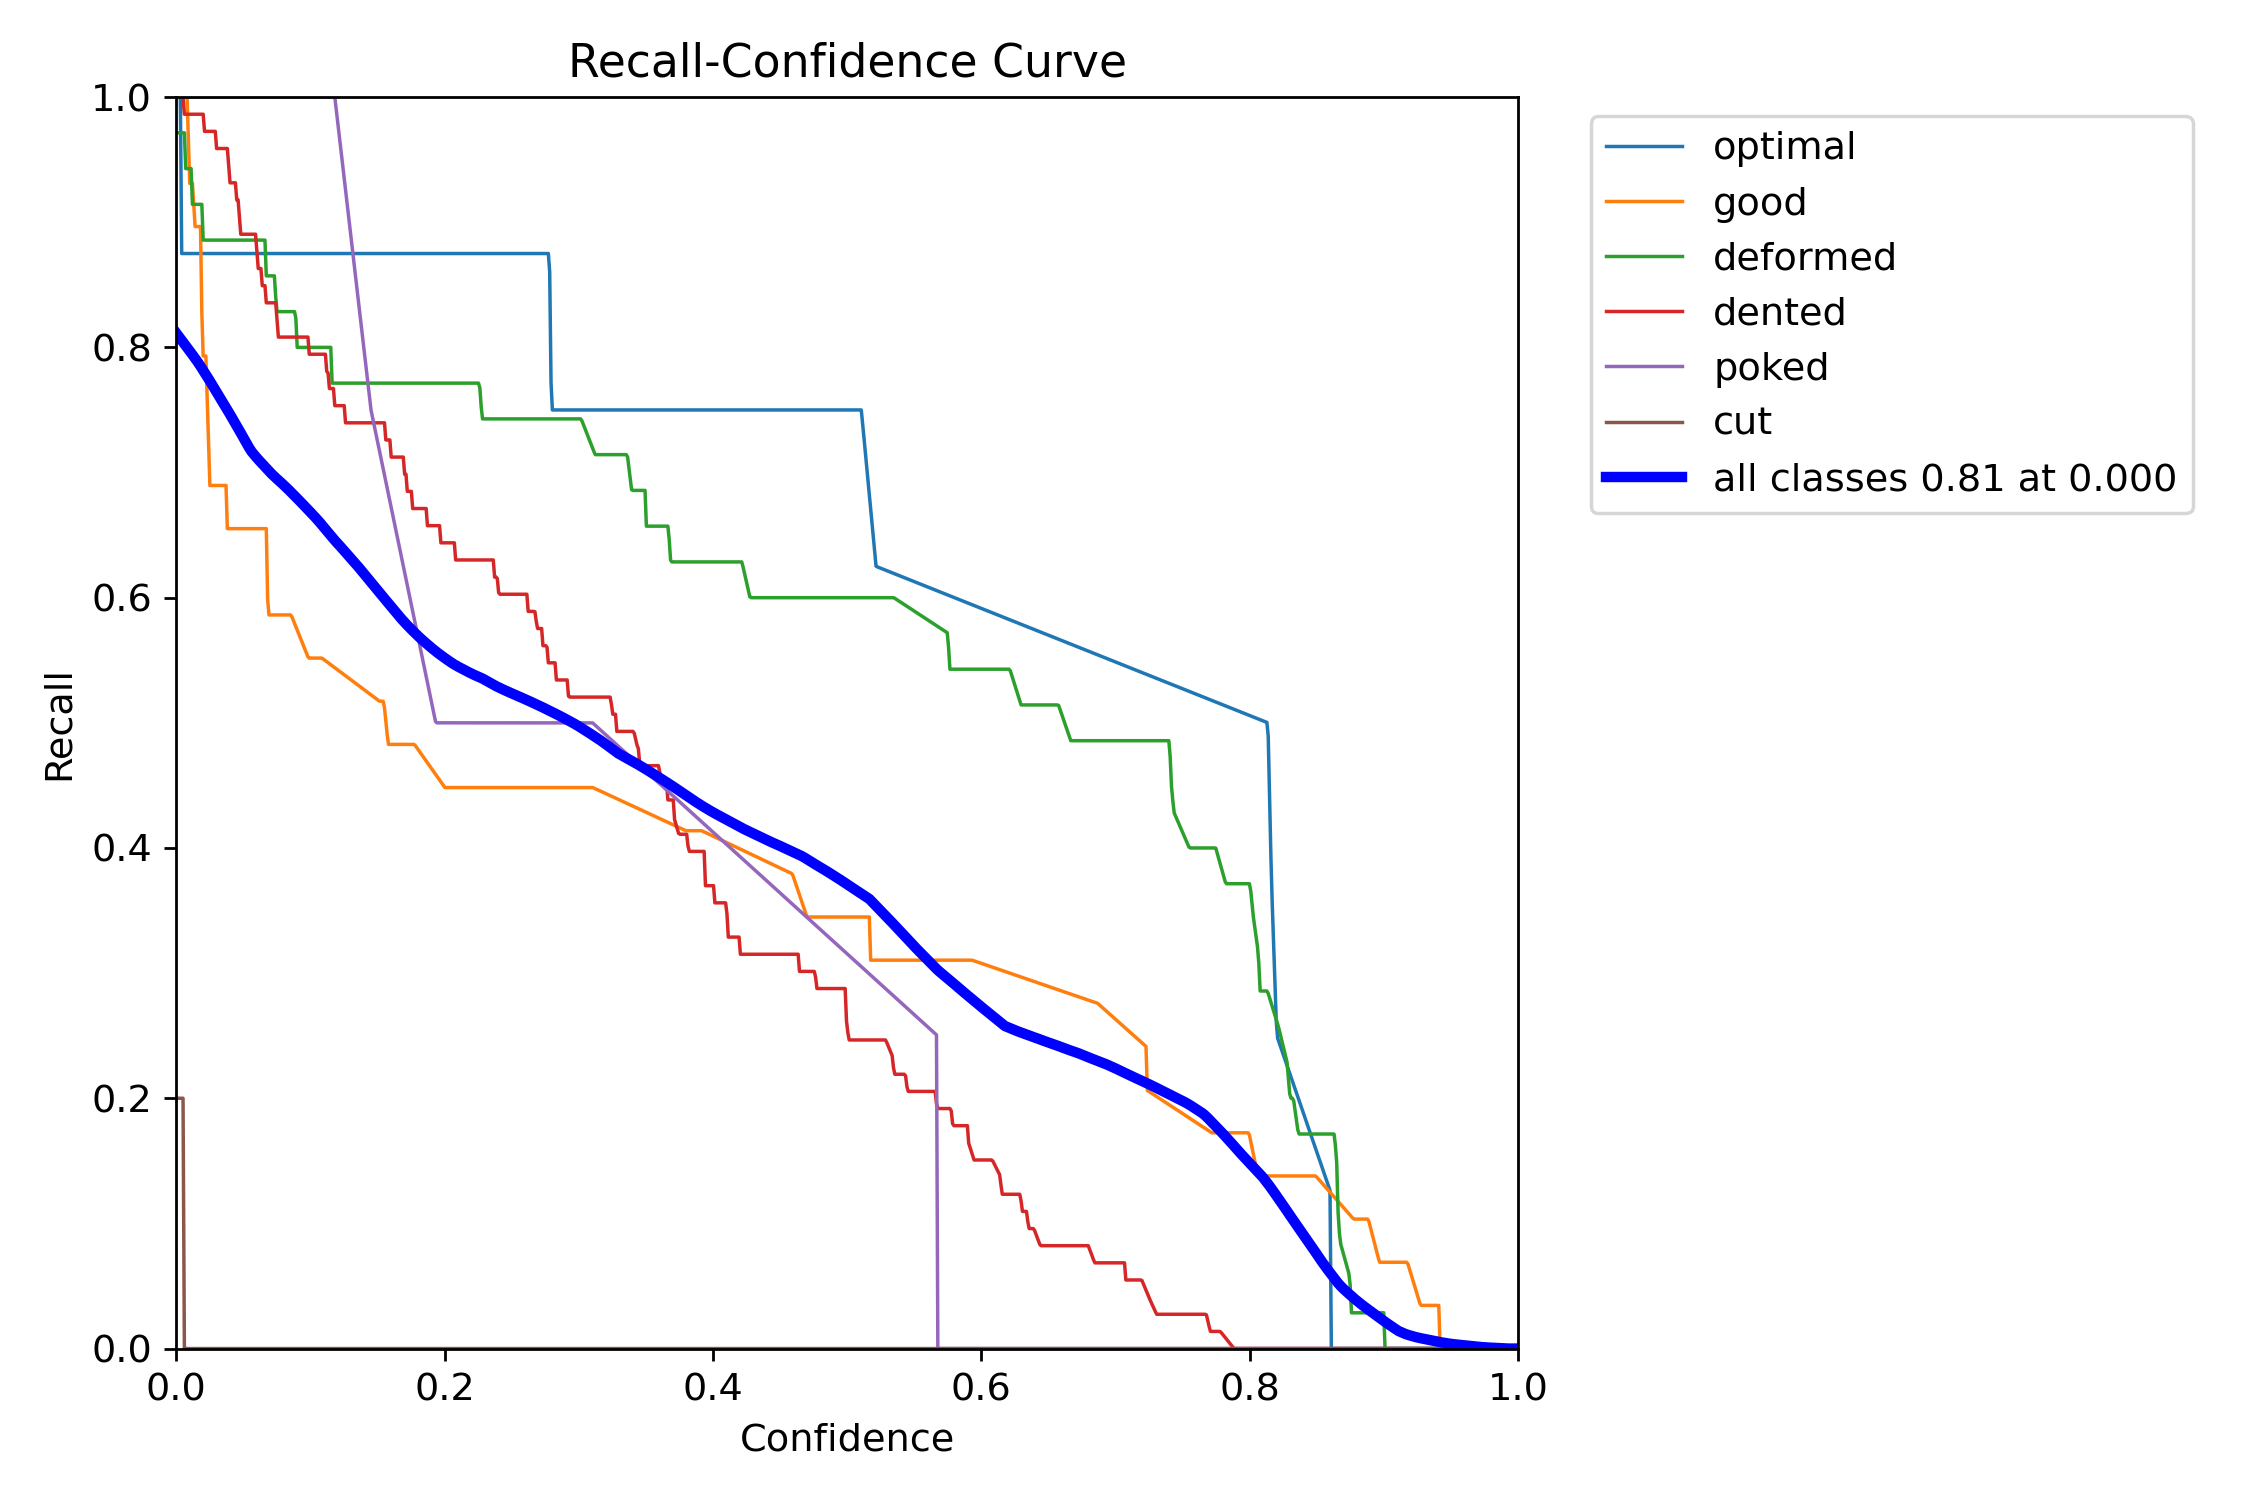 Recall-Confidence Curve
1.0
0.8
0.6
0.4
0.2
0.0
Recall
0.0 0.2 0.4 0.6 0.8 1.0
Confidence
optimal
good
deformed
dented
poked
cut
all classes 0.81 at 0.000